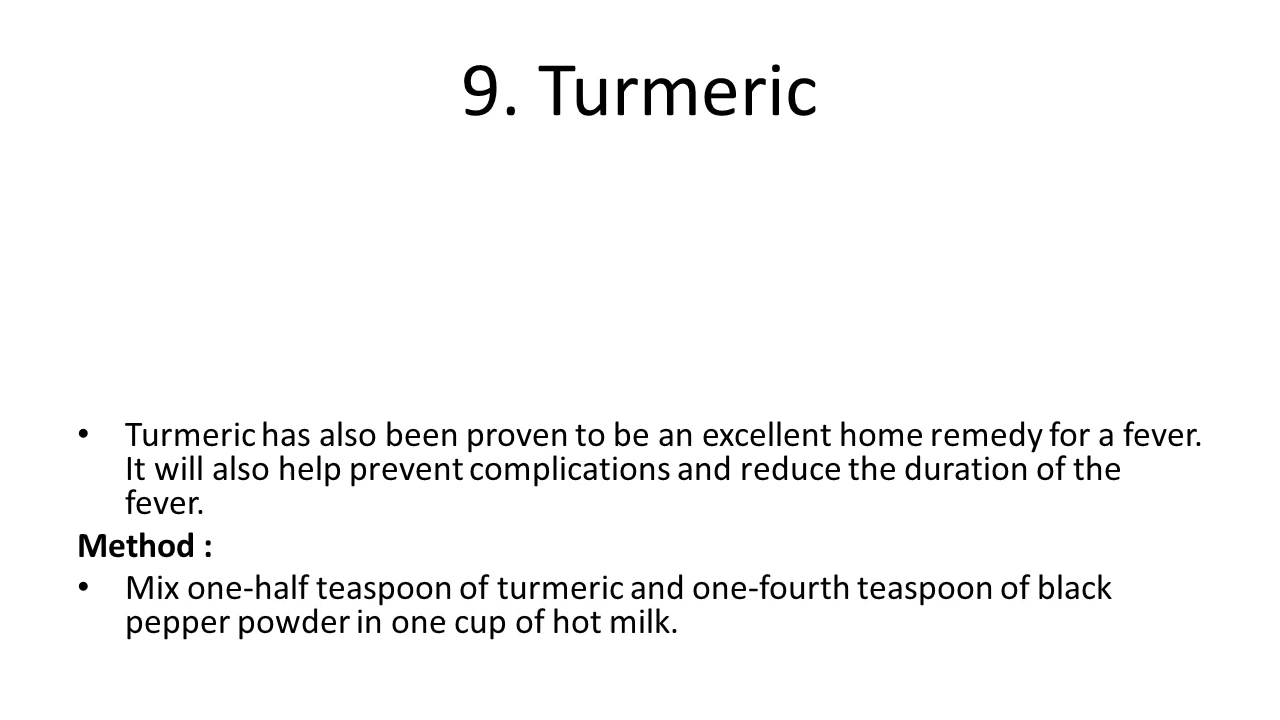 9. Turmeric
• Turmeric has also been proven to be an excellent home remedy for a fever.
It will also help prevent complications and reduce the duration of the
fever.
Method :
• Mix one-half teaspoon of turmeric and one-fourth teaspoon of black
pepper powder in one cup of hot milk.